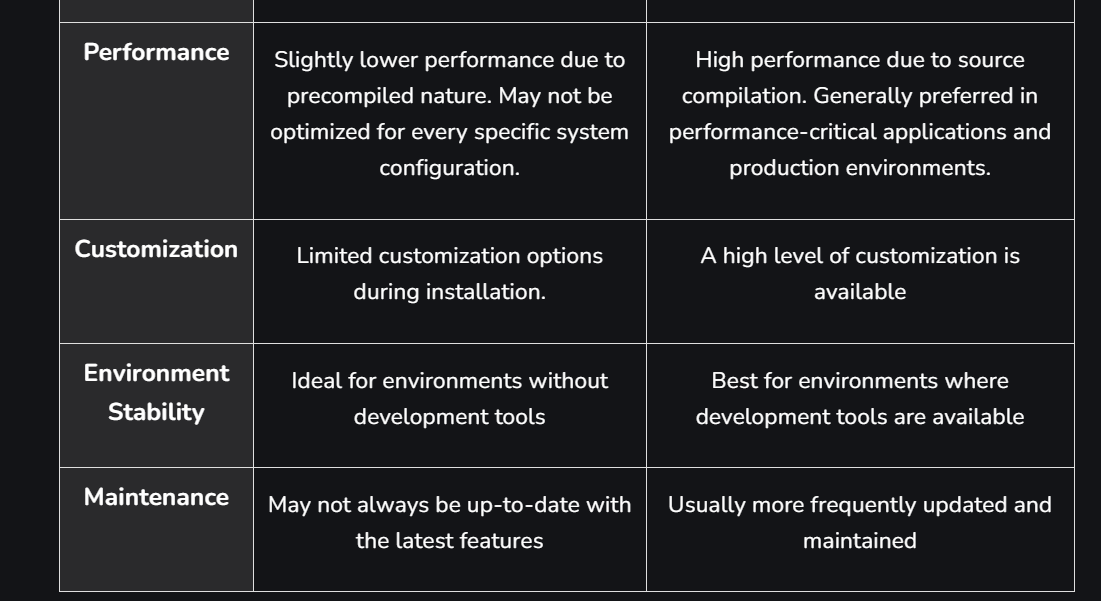 Performance
Slightly lower performance due to
precompiled nature. May not be
optimized for every specific system
configuration.
High performance due to source
compilation. Generally preferred in
performance-critical applications and
production environments.
Customization
Limited customization options
during installation.
A high level of customization is
available
Environment
Stability
Ideal for environments without
development tools
Best for environments where
development tools are available
Maintenance
May not always be up-to-date with
the latest features
Usually more frequently updated and
maintained